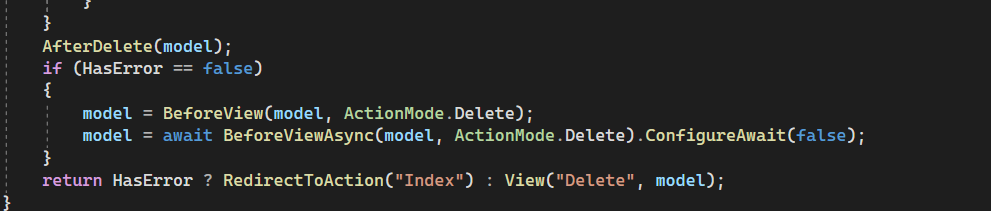 }
}
AfterDelete(model);
if (HasError == false)
{
model = BeforeView(model, ActionMode.Delete);
model = await BeforeViewAsync(model, ActionMode.Delete).ConfigureAwait(false);
}
return HasError ? RedirectToAction("Index") : View("Delete", model);
}